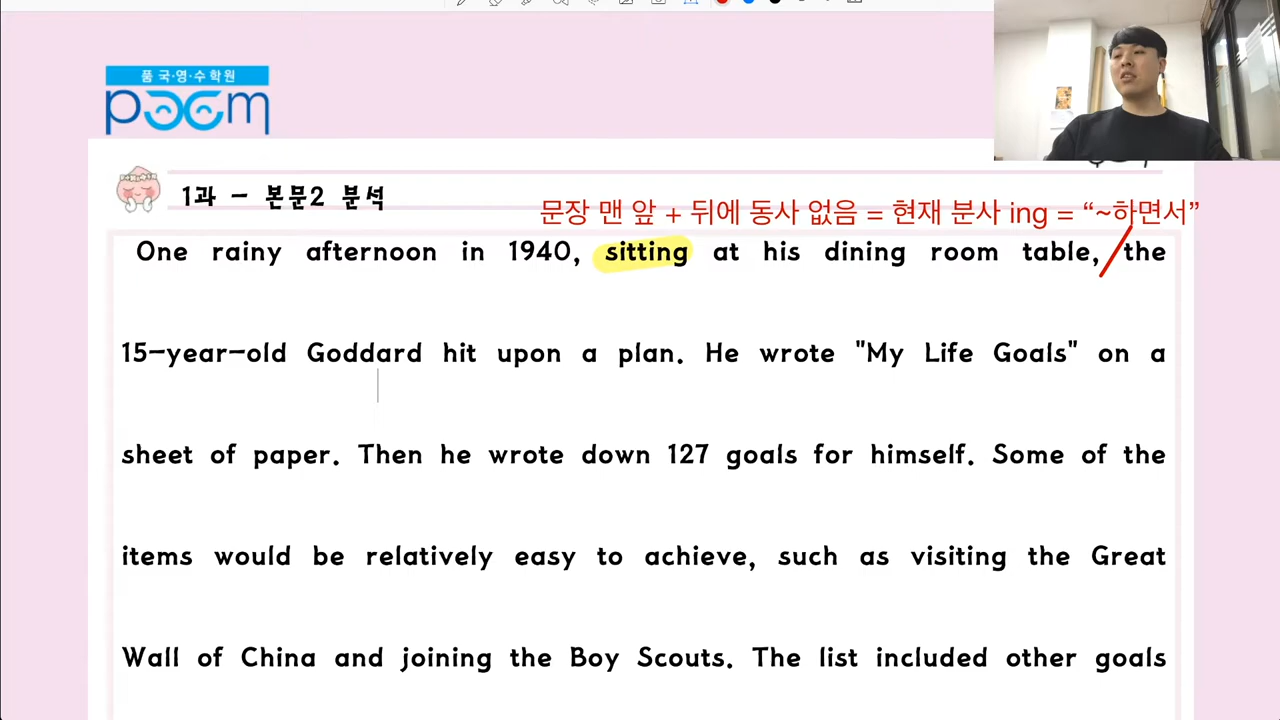 품 국·영·수 학원
poem
1과 - 본문2 분석
문장 맨 앞 + 뒤에 동사 없음 = 현재 분사 ing = “~하면서”
One rainy afternoon in 1940, sitting at his dining room table, the
15-year-old Goddard hit upon a plan. He wrote "My Life Goals" on a
sheet of paper. Then he wrote down 127 goals for himself. Some of the
items would be relatively easy to achieve, such as visiting the Great
Wall of China and joining the Boy Scouts. The list included other goals